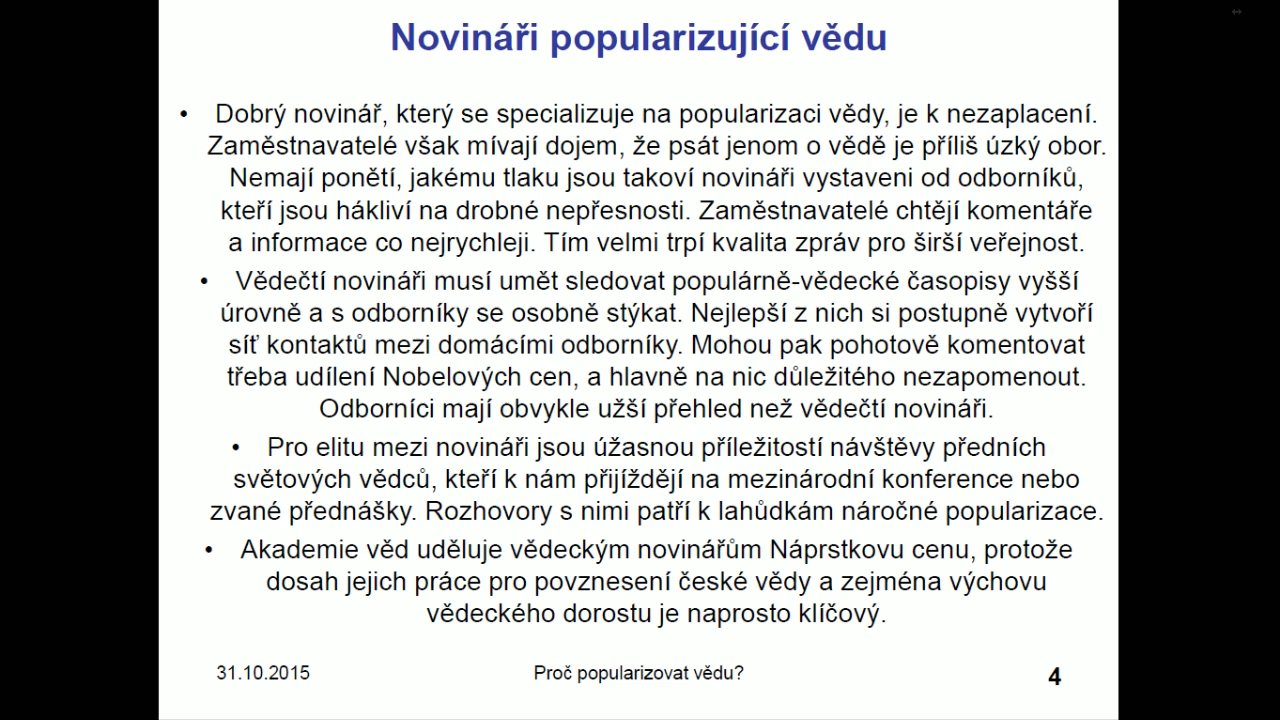 Novináři popularizující vědu
• Dobrý novinář, který se specializuje na popularizaci vědy, je k nezaplacení.
Zaměstnavatelé však mívají dojem, že psát jenom o vědě je příliš úzký obor.
Nemají ponětí, jakému tlaku jsou takoví novináři vystaveni od odborníků,
kteří jsou hákliví na drobné nepřesnosti. Zaměstnavatelé chtějí komentáře
a informace co nejrychleji. Tím velmi trpí kvalita zpráv pro širší veřejnost.
• Vědečtí novináři musí umět sledovat populárně-vědecké časopisy vyšší
úrovně a s odborníky se osobně stýkat. Nejlepší z nich si postupně vytvoří
síť kontaktů mezi domácími odborníky. Mohou pak pohotově komentovat
třeba udílení Nobelových cen, a hlavně na nic důležitého nezapomenout.
Odborníci mají obvykle užší přehled než vědečtí novináři.
• Pro elitu mezi novináři jsou úžasnou příležitostí návštěvy předních
světových vědců, kteří k nám přijíždějí na mezinárodní konference nebo
zvané přednášky. Rozhovory s nimi patří k lahůdkám náročné popularizace.
• Akademie věd uděluje vědeckým novinářům Náprstkovu cenu, protože
dosah jejich práce pro povznesení české vědy a zejména výchovu
vědeckého dorostu je naprosto klíčový.
31.10.2015 Proč popularizovat vědu? 4